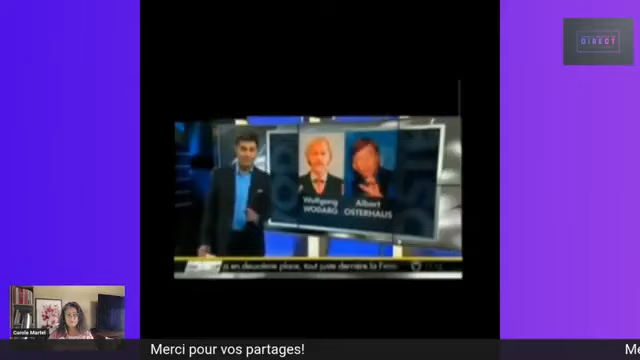 DIRECT
Wolfgang
WODARG
Albert
OSTERHAUS
en deuxième place, tout juste derrière la
Carole Martel
Merci pour vos partages!
Me